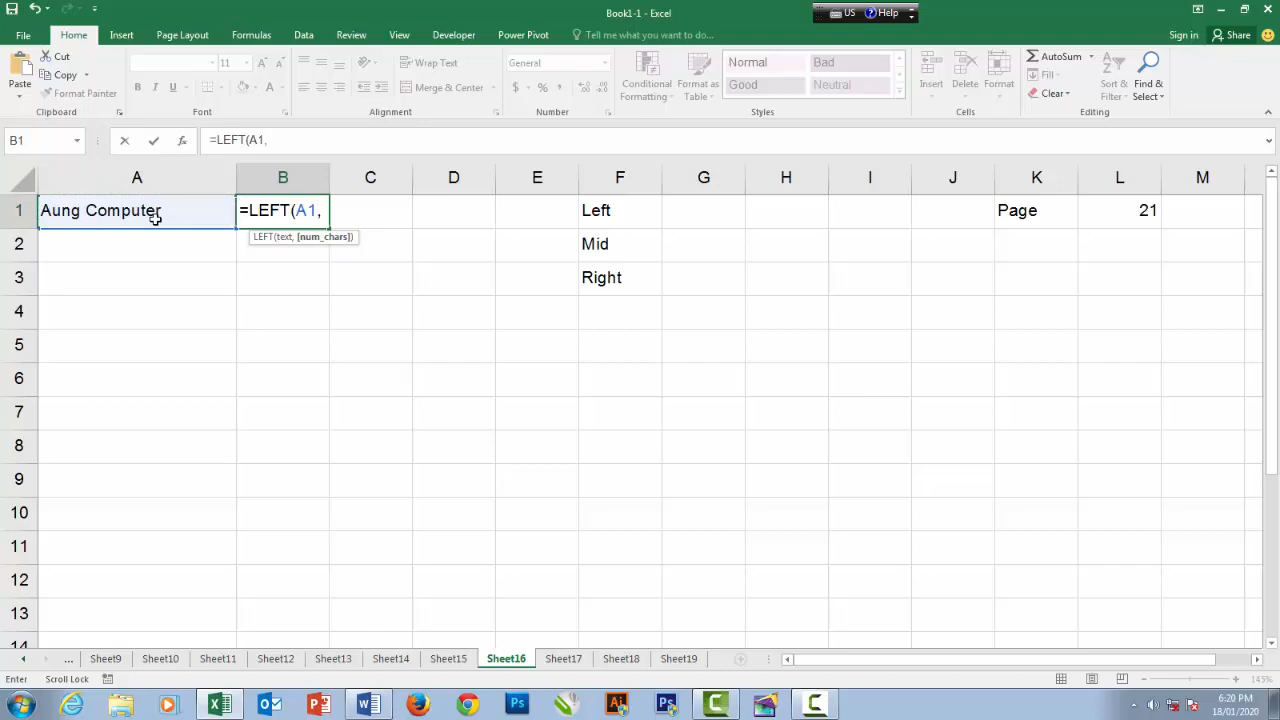 Book1-1 - Excel
US Help
File Home Insert Page Layout Formulas Data Review View Developer Power Pivot Tell me what you want to do... Sign in Share
Paste
Cut
Copy
Format Painter
Clipboard
11
A A
B I U A
Font
Wrap Text
Merge & Center
Alignment
General
$ % ,
Number
Conditional Formatting
Format as Table
Normal Bad
Good Neutral
Styles
Insert Delete Format
Cells
AutoSum
Fill
Clear
Sort & Filter
Find & Select
Editing
B1 fx =LEFT(A1,
A B C D E F G H I J K L M
1 Aung Computer =LEFT(A1, Left Page 21
LEFT(text, [num_chars])
2 Mid
3 Right
4
5
6
7
8
9
10
11
12
13
14
... Sheet9 Sheet10 Sheet11 Sheet12 Sheet13 Sheet14 Sheet15 Sheet16 Sheet17 Sheet18 Sheet19
Enter Scroll Lock 145%
6:20 PM
18/01/2020